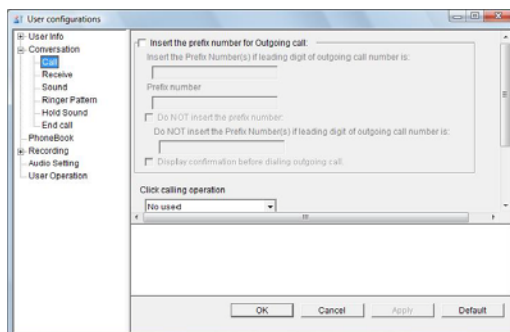 User configurations
User Info
Conversation
Call
Receive
Sound
Ringer Pattern
Hold Sound
End call
PhoneBook
Recording
Audio Setting
User Operation
Insert the prefix number for Outgoing call:
Insert the Prefix Number(s) if leading digit of outgoing call number is:
Prefix number
Do NOT insert the prefix number:
Do NOT insert the Prefix Number(s) if leading digit of outgoing call number is:
Display confirmation before dialing outgoing call.
Click calling operation
No used
OK Cancel Apply Default